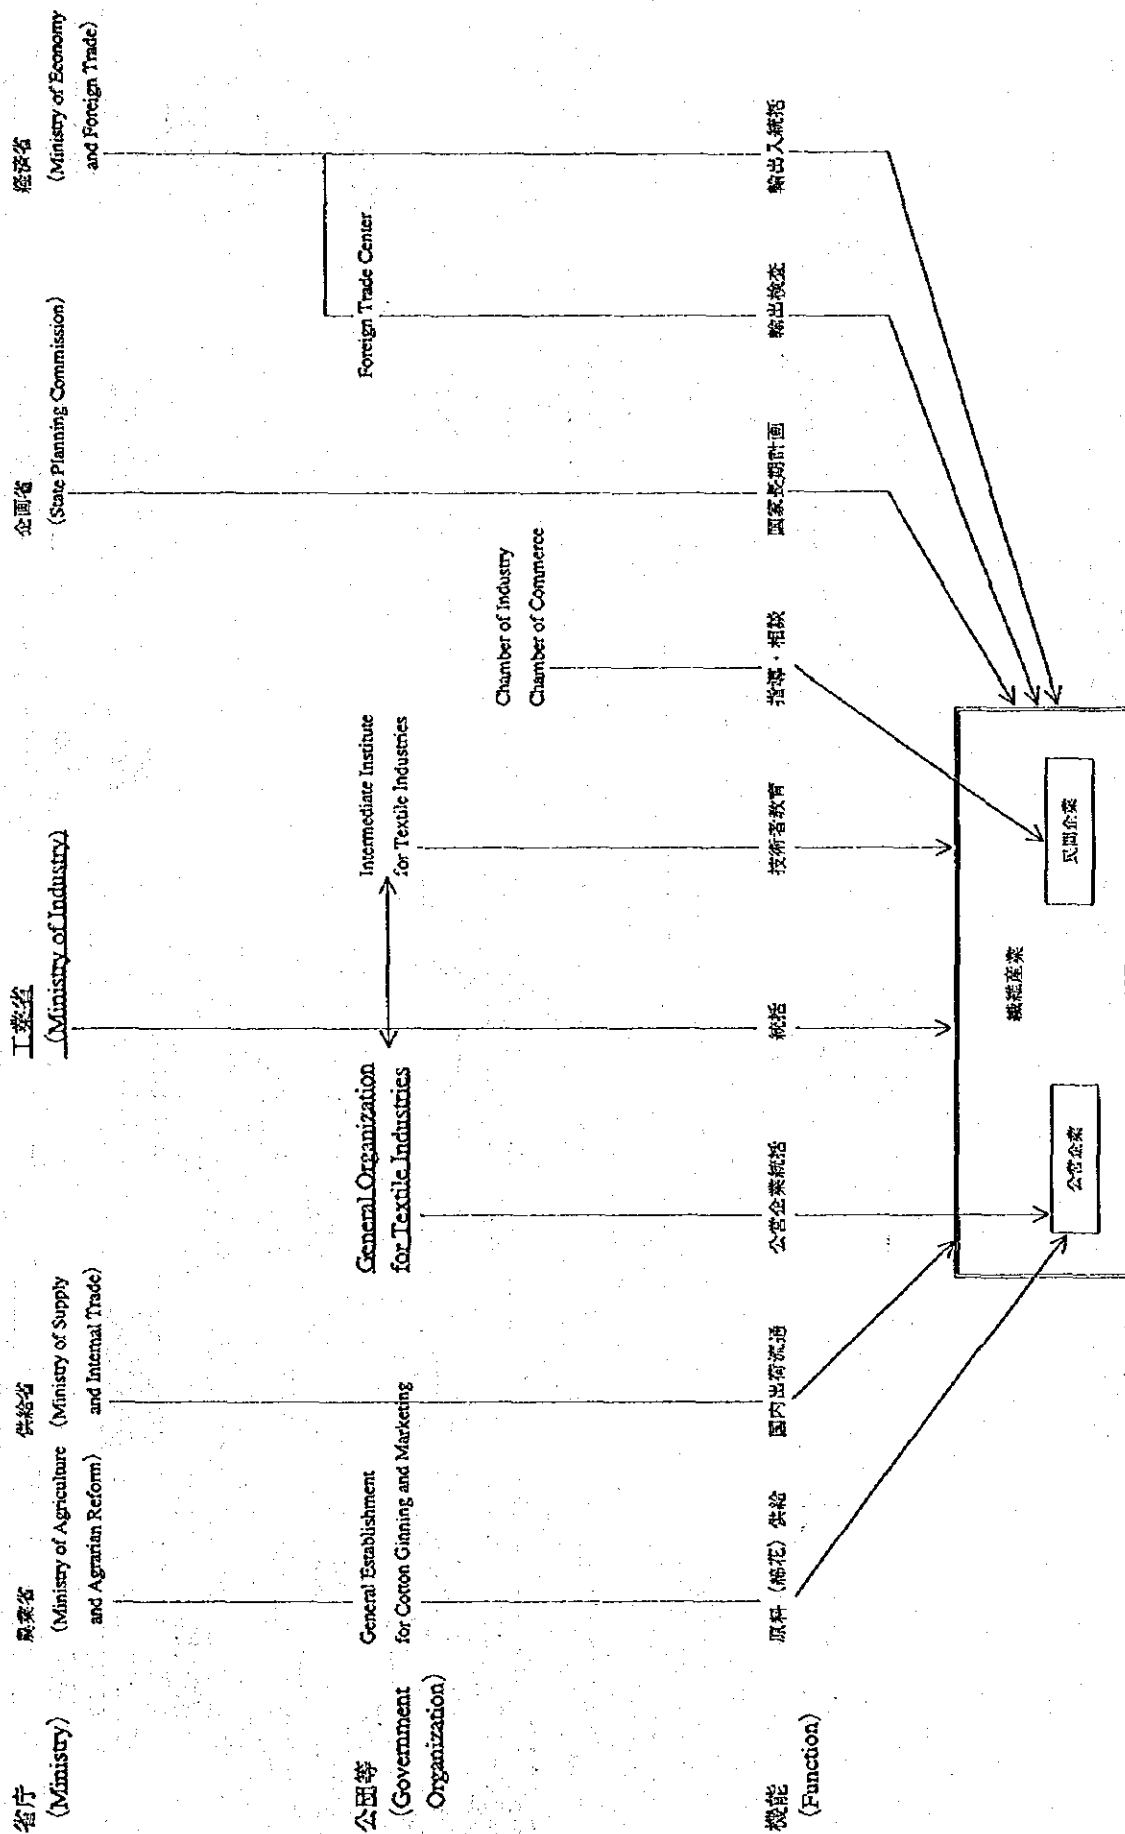 省庁
(Ministry)
農業省
(Ministry of Agriculture
and Agrarian Reform)
供給省
(Ministry of Supply
and Internal Trade)
工業省
(Ministry of Industry)
企画省
(State Planning Commission)
経済省
(Ministry of Economy
and Foreign Trade)
公団等
(Government
Organization)
General Establishment
for Cotton Ginning and Marketing
General Organization
for Textile Industries
Intermediate Institute
for Textile Industries
Chamber of Industry
Chamber of Commerce
Foreign Trade Center
機能
(Function)
原料（綿花）供給
国内出荷流通
公営企業統括
統括
技術者教育
指導・相談
国家長期計画
輸出検査
輸出入統括
繊維産業
公営企業
民間企業